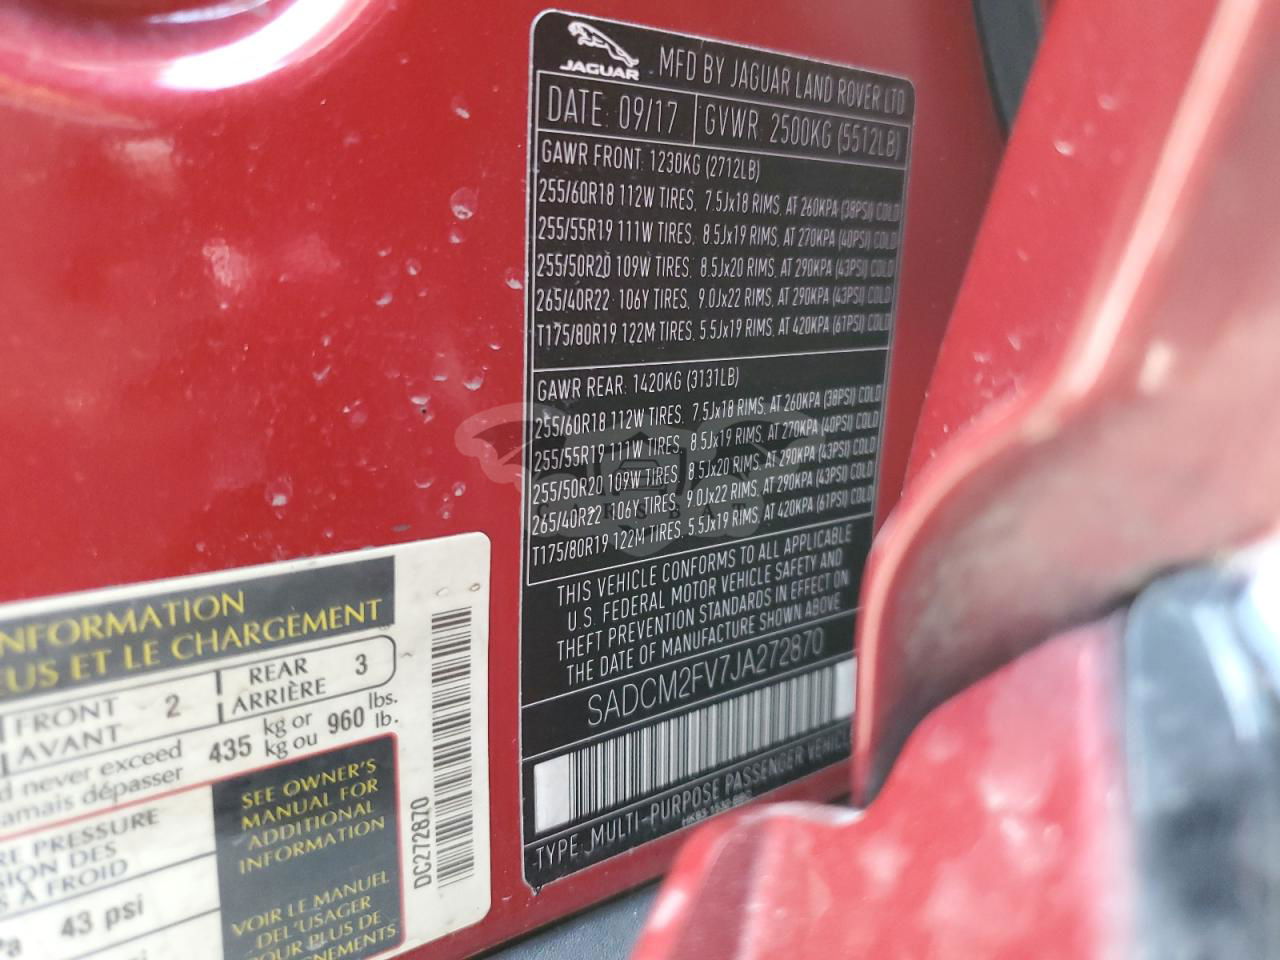 JAGUAR
MFD BY JAGUAR LAND ROVER LTD
DATE: 09/17 GVWR: 2500KG (5512LB)
GAWR FRONT: 1230KG (2712LB)
255/60R18 112W TIRES, 7.5Jx18 RIMS, AT 260KPA (38PSI) COLD
255/55R19 111W TIRES, 8.5Jx19 RIMS, AT 270KPA (40PSI) COLD
255/50R20 109W TIRES, 8.5Jx20 RIMS, AT 290KPA (43PSI) COLD
265/40R22 106Y TIRES, 9.0Jx22 RIMS, AT 290KPA (43PSI) COLD
T175/80R19 122M TIRES, 5.5Jx19 RIMS, AT 420KPA (61PSI) COLD
GAWR REAR: 1420KG (3131LB)
255/60R18 112W TIRES, 7.5Jx18 RIMS, AT 260KPA (38PSI) COLD
255/55R19 111W TIRES, 8.5Jx19 RIMS, AT 270KPA (40PSI) COLD
255/50R20 109W TIRES, 8.5Jx20 RIMS, AT 290KPA (43PSI) COLD
265/40R22 106Y TIRES, 9.0Jx22 RIMS, AT 290KPA (43PSI) COLD
T175/80R19 122M TIRES, 5.5Jx19 RIMS, AT 420KPA (61PSI) COLD
THIS VEHICLE CONFORMS TO ALL APPLICABLE
U.S. FEDERAL MOTOR VEHICLE SAFETY AND
THEFT PREVENTION STANDARDS IN EFFECT ON
THE DATE OF MANUFACTURE SHOWN ABOVE
SADCM2FV7JA272870
TYPE: MULTI-PURPOSE PASSENGER VEHICLE
NFORMATION
EUS ET LE CHARGEMENT
FRONT 2 REAR 3
AVANT ARRIÈRE
d never exceed 435 kg or 960 lbs.
amais dépasser kg ou lb.
RE PRESSURE
SION DES
S À FROID
Pa 43 psi
SEE OWNER'S
MANUAL FOR
ADDITIONAL
INFORMATION
VOIR LE MANUEL
DE L'USAGER
POUR PLUS DE
GNEMENTS
DC272870